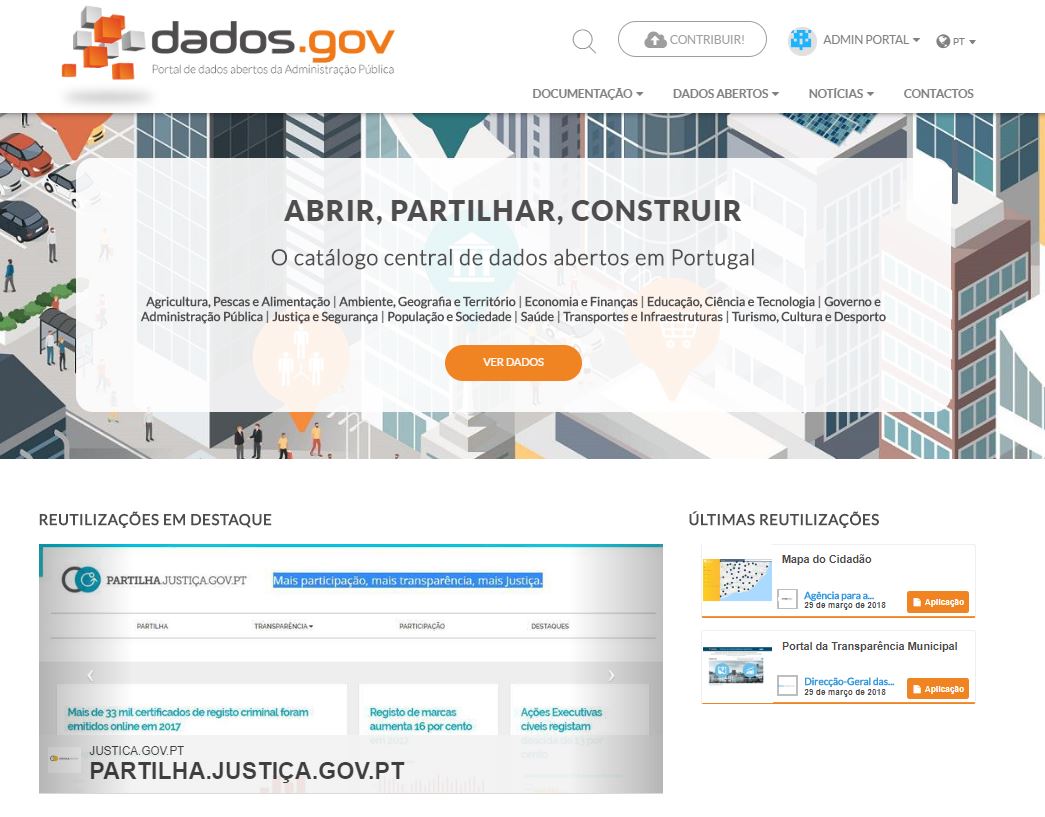 dados.gov
Portal de dados abertos da Administração Pública
CONTRIBUIR!
ADMIN PORTAL
PT
DOCUMENTAÇÃO
DADOS ABERTOS
NOTÍCIAS
CONTACTOS
ABRIR, PARTILHAR, CONSTRUIR
O catálogo central de dados abertos em Portugal
Agricultura, Pescas e Alimentação | Ambiente, Geografia e Território | Economia e Finanças | Educação, Ciência e Tecnologia | Governo e
Administração Pública | Justiça e Segurança | População e Sociedade | Saúde | Transportes e Infraestruturas | Turismo, Cultura e Desporto
VER DADOS
REUTILIZAÇÕES EM DESTAQUE
PARTILHA.JUSTIÇA.GOV.PT
Mais participação, mais transparência, mais Justiça.
PARTILHA
TRANSPARÊNCIA
PARTICIPAÇÃO
DESTAQUES
Mais de 33 mil certificados de registo criminal foram
emitidos online em 2017
Registo de marcas
aumenta 16 por cento
em 2017
Ações Executivas
cíveis registam
descida de 13 por
cento
JUSTICA.GOV.PT
PARTILHA.JUSTIÇA.GOV.PT
ÚLTIMAS REUTILIZAÇÕES
Mapa do Cidadão
Agência para a...
29 de março de 2018
Aplicação
Portal da Transparência Municipal
Direcção-Geral das...
29 de março de 2018
Aplicação